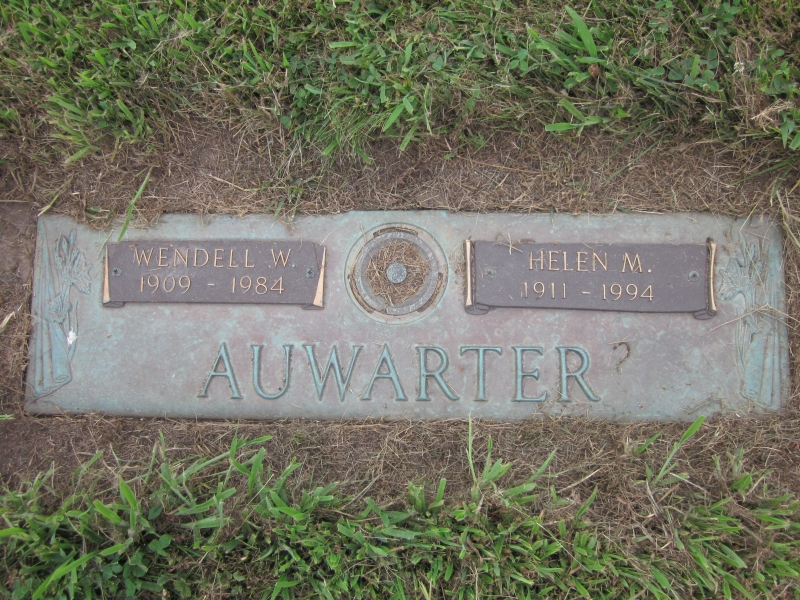 WENDELL W.
1909 - 1984
HELEN M.
1911 - 1994
AUWARTER